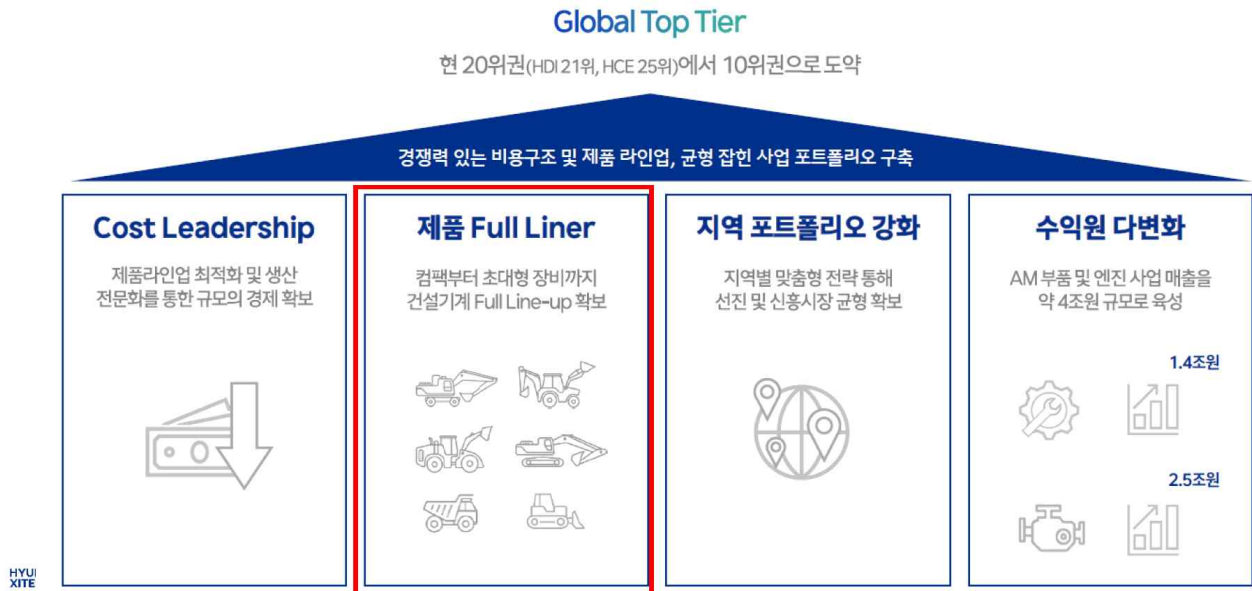 Global Top Tier
현 20위권(HDI 21위, HCE 25위)에서 10위권으로 도약
경쟁력 있는 비용구조 및 제품 라인업, 균형 잡힌 사업 포트폴리오 구축
Cost Leadership
제품라인업 최적화 및 생산
전문화를 통한 규모의 경제 확보
제품 Full Liner
컴팩부터 초대형 장비까지
건설기계 Full Line-up 확보
지역 포트폴리오 강화
지역별 맞춤형 전략 통해
선진 및 신흥시장 균형 확보
수익원 다변화
AM 부품 및 엔진 사업 매출을
약 4조원 규모로 육성
1.4조원
2.5조원
HYUI
XITE